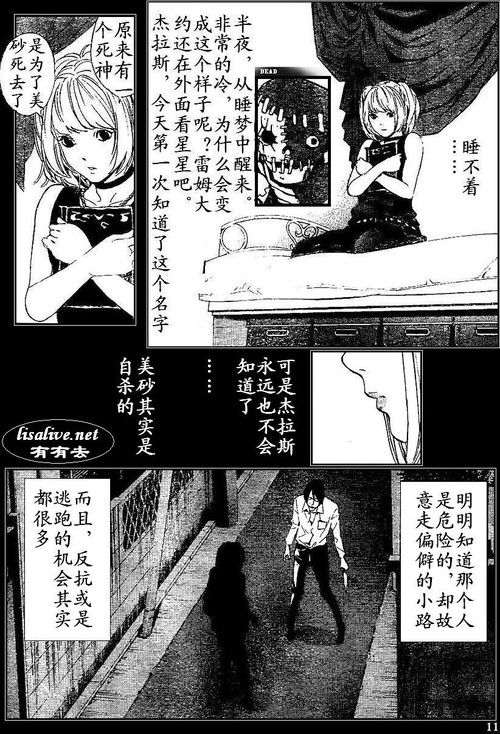 睡不着
……
DEAD
半夜，从睡梦中醒来。
非常的冷，为什么会变
成这个样子呢？雷姆大
约还在外面看星星吧。
杰拉斯，今天第一次知道了这个名字
原来有一
个死神
是为了美
砂死去了
可是杰拉斯
永远也不会
知道了
……
美砂其实是
自杀的
lisalive.net
有有去
明明知道那个人
是危险的，却故
意走偏僻的小路
而且，反抗或是
逃跑的机会其实
都很多
11